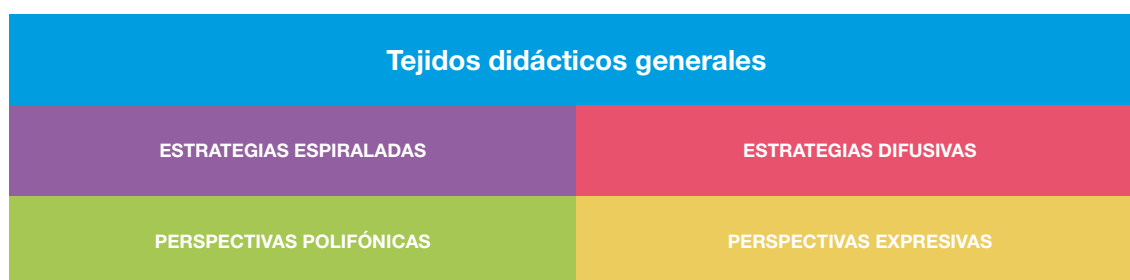 Tejidos didácticos generales
ESTRATEGIAS ESPIRALADAS
ESTRATEGIAS DIFUSIVAS
PERSPECTIVAS POLIFÓNICAS
PERSPECTIVAS EXPRESIVAS